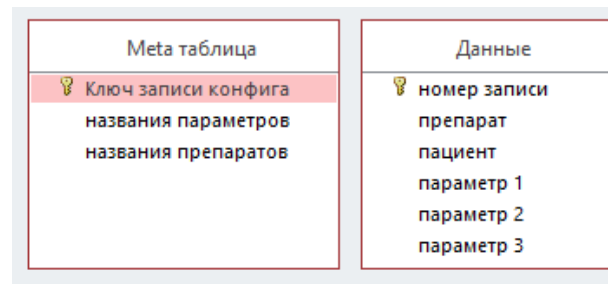 Meta таблица
Ключ записи конфига
названия параметров
названия препаратов
Данные
номер записи
препарат
пациент
параметр 1
параметр 2
параметр 3